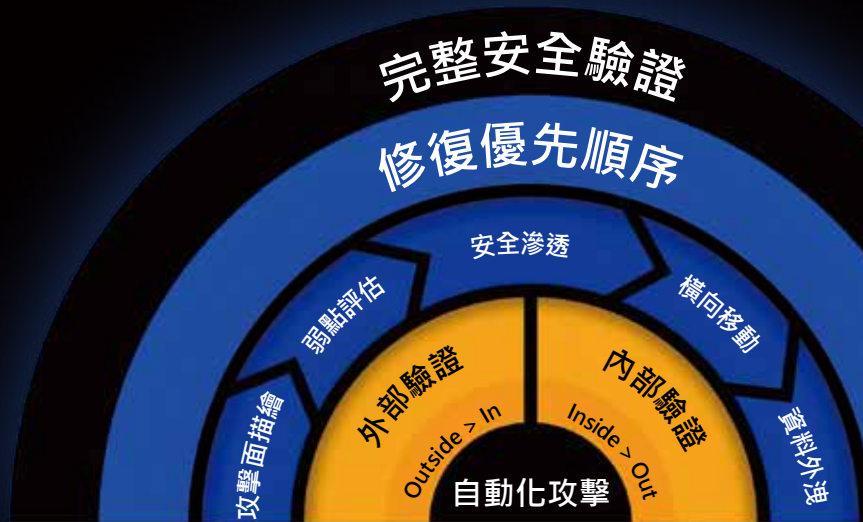 完整安全驗證
修復優先順序
攻擊面描繪
弱點評估
安全滲透
橫向移動
資料外洩
外部驗證
Outside > In
內部驗證
Inside > Out
自動化攻擊